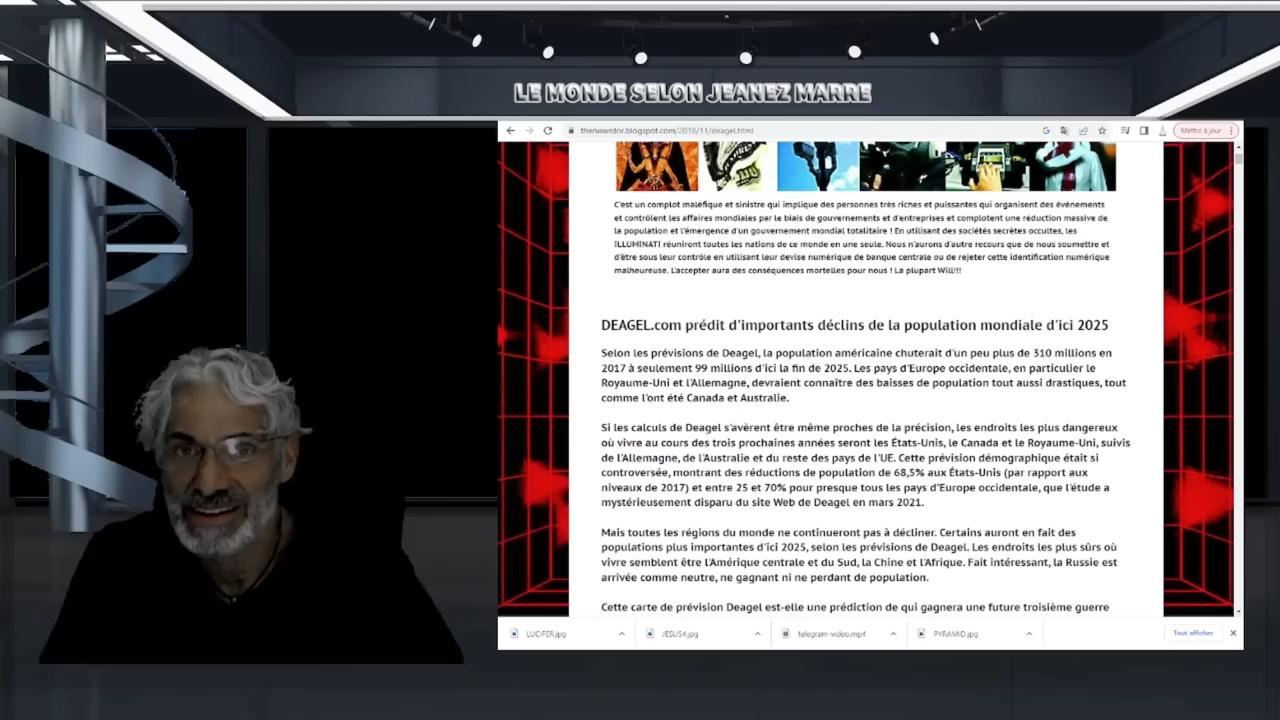 LE MONDE SELON JEANEZ MARRE
thenwwrdor.blogspot.com/2018/11/deagel.html
Mettre à jour
C'est un complot maléfique et sinistre qui implique des personnes très riches et puissantes qui organisent des événements
et contrôlent les affaires mondiales par le biais de gouvernements et d'entreprises et complotent une réduction massive de
la population et l'émergence d'un gouvernement mondial totalitaire ! En utilisant des sociétés secrètes occultes, les
ILLUMINATI réuniront toutes les nations de ce monde en une seule. Nous n'aurons d'autre recours que de nous soumettre et
d'être sous leur contrôle en utilisant leur devise numérique de banque centrale ou de rejeter cette identification numérique
malheureuse. L'accepter aura des conséquences mortelles pour nous ! La plupart Will!!!
DEAGEL.com prédit d'importants déclins de la population mondiale d'ici 2025
Selon les prévisions de Deagel, la population américaine chuterait d'un peu plus de 310 millions en
2017 à seulement 99 millions d'ici la fin de 2025. Les pays d'Europe occidentale, en particulier le
Royaume-Uni et l'Allemagne, devraient connaître des baisses de population tout aussi drastiques, tout
comme l'ont été Canada et Australie.
Si les calculs de Deagel s'avèrent être même proches de la précision, les endroits les plus dangereux
où vivre au cours des trois prochaines années seront les États-Unis, le Canada et le Royaume-Uni, suivis
de l'Allemagne, de l'Australie et du reste des pays de l'UE. Cette prévision démographique était si
controversée, montrant des réductions de population de 68,5% aux États-Unis (par rapport aux
niveaux de 2017) et entre 25 et 70% pour presque tous les pays d'Europe occidentale, que l'étude a
mystérieusement disparu du site Web de Deagel en mars 2021.
Mais toutes les régions du monde ne continueront pas à décliner. Certains auront en fait des
populations plus importantes d'ici 2025, selon les prévisions de Deagel. Les endroits les plus sûrs où
vivre semblent être l'Amérique centrale et du Sud, la Chine et l'Afrique. Fait intéressant, la Russie est
arrivée comme neutre, ne gagnant ni ne perdant de population.
Cette carte de prévision Deagel est-elle une prédiction de qui gagnera une future troisième guerre
LUCIFER.jpg
JESUS4.jpg
telegram-video.mp4
PYRAMID.jpg
Tout afficher